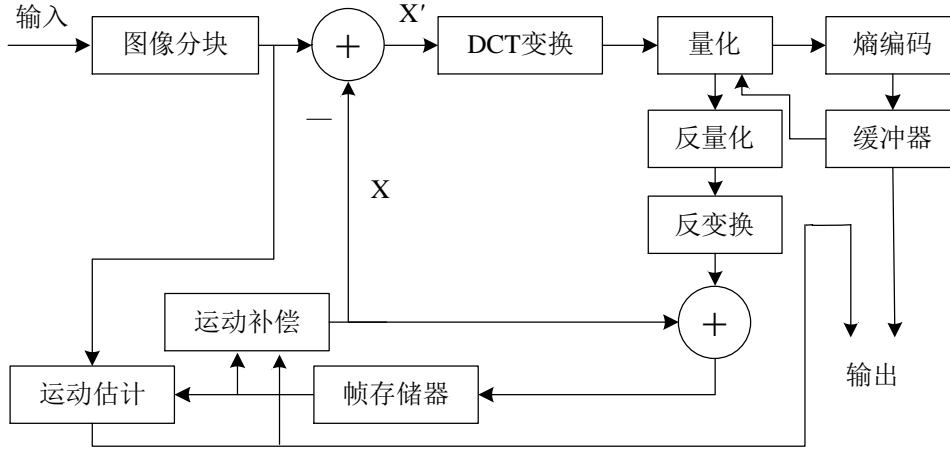 输入
图像分块
+
X′
DCT变换
量化
熵编码
—
反量化
缓冲器
X
反变换
运动补偿
+
运动估计
帧存储器
输出